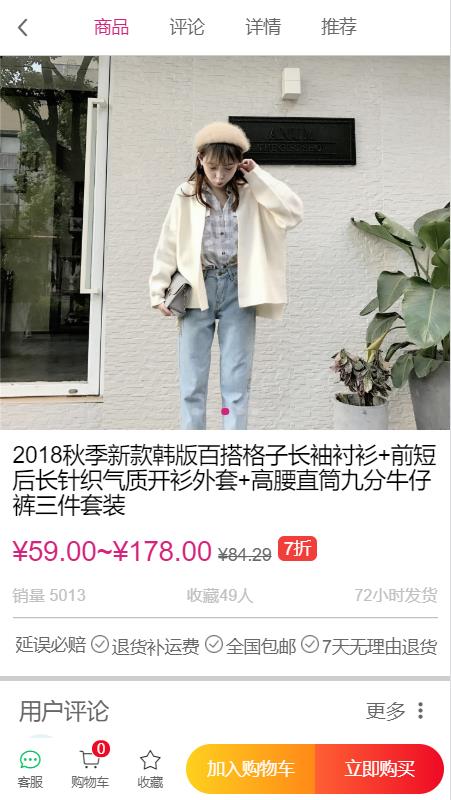 商品 评论 详情 推荐
2018秋季新款韩版百搭格子长袖衬衫+前短
后长针织气质开衫外套+高腰直筒九分牛仔
裤三件套装
¥59.00~¥178.00 ¥84.29 7折
销量 5013 收藏49人 72小时发货
延误必赔 退货补运费 全国包邮 7天无理由退货
用户评论 更多
0
客服 购物车 收藏 加入购物车 立即购买